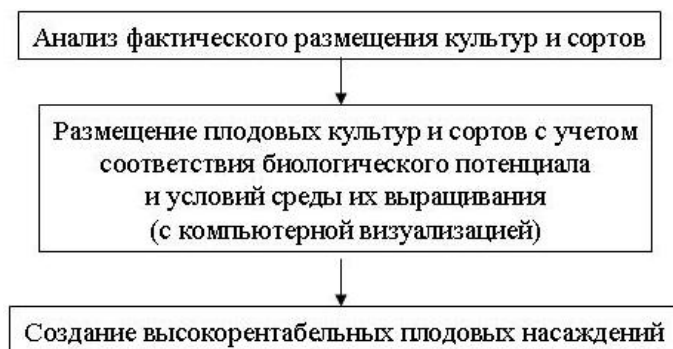 Анализ фактического размещения культур и сортов
Размещение плодовых культур и сортов с учетом
соответствия биологического потенциала
и условий среды их выращивания
(с компьютерной визуализацией)
Создание высокорентабельных плодовых насаждений